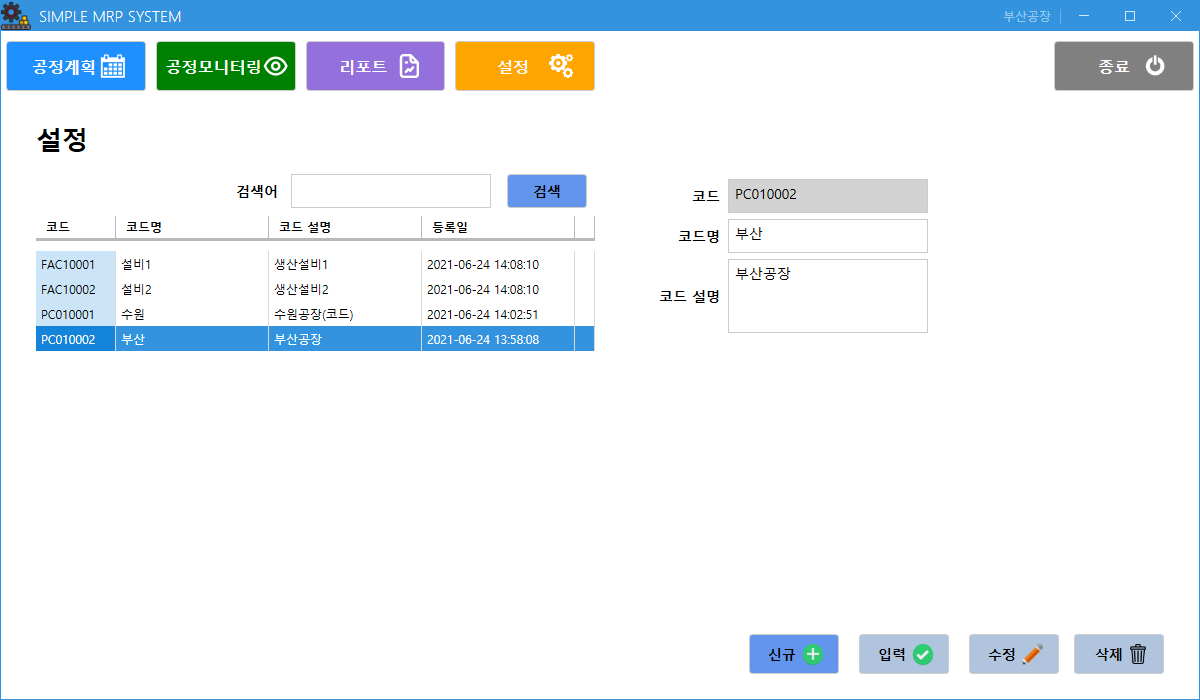 SIMPLE MRP SYSTEM 부산공장
공정계획 공정모니터링 리포트 설정 종료
설정
검색어 검색
코드 코드명 코드 설명 등록일
FAC10001 설비1 생산설비1 2021-06-24 14:08:10
FAC10002 설비2 생산설비2 2021-06-24 14:08:10
PC010001 수원 수원공장(코드) 2021-06-24 14:02:51
PC010002 부산 부산공장 2021-06-24 13:58:08
코드 PC010002
코드명 부산
코드 설명 부산공장
신규 입력 수정 삭제